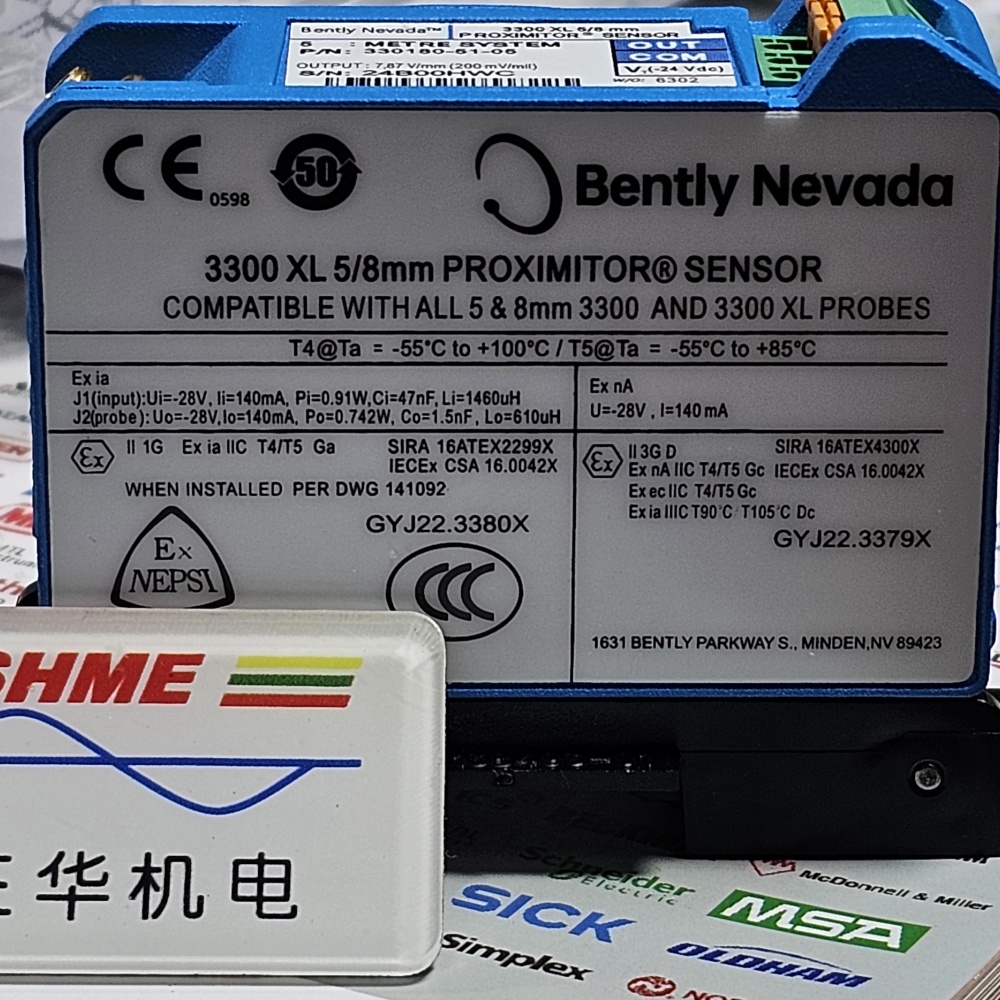 Bently Nevada™ 3300 XL 5/8 mm
PROXIMITOR® SENSOR
5 : METRE SYSTEM
P/N: 330180-51-05
OUTPUT: 7.87 V/mm (200 mv/mil)
S/N: 24B00HWC
OUT
COM
Vт(-24 Vdc)
W/O: 6302
CE 0598
50
Bently Nevada
3300 XL 5/8mm PROXIMITOR® SENSOR
COMPATIBLE WITH ALL 5 & 8mm 3300 AND 3300 XL PROBES
T4@Ta = -55°C to +100°C / T5@Ta = -55°C to +85°C
Ex ia
J1(input):Ui=-28V, Ii=140mA, Pi=0.91W,Ci=47nF, Li=1460uH
J2(probe): Uo=-28V,Io=140mA, Po=0.742W, Co=1.5nF, Lo=610uH
Ex nA
U=-28V , I=140 mA
Ex II 1G Ex ia IIC T4/T5 Ga SIRA 16ATEX2299X
IECEx CSA 16.0042X
WHEN INSTALLED PER DWG 141092
GYJ22.3380X
Ex
NEPSI
CCC
Ex II 3G D SIRA 16ATEX4300X
Ex nA IIC T4/T5 Gc IECEx CSA 16.0042X
Ex ec IIC T4/T5 Gc
Ex ia IIIC T90°C T105°C Dc
GYJ22.3379X
1631 BENTLY PARKWAY S., MINDEN,NV 89423
SHME
华机电
McDonnell & Miller
Schneider
Electric
SICK
MSA
Simplex
OLDHAM